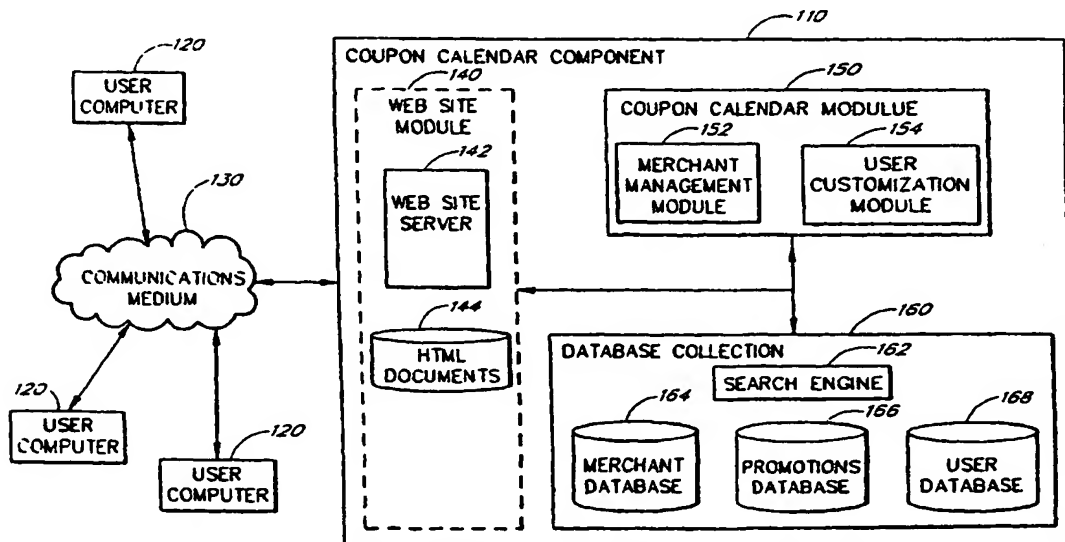 120
USER
COMPUTER
130
COMMUNICATIONS
MEDIUM
120
USER
COMPUTER
120
USER
COMPUTER
110
COUPON CALENDAR COMPONENT
140
WEB SITE
MODULE
142
WEB SITE
SERVER
144
HTML
DOCUMENTS
150
COUPON CALENDAR MODULUE
152
MERCHANT
MANAGEMENT
MODULE
154
USER
CUSTOMIZATION
MODULE
160
DATABASE COLLECTION
162
SEARCH ENGINE
164
MERCHANT
DATABASE
166
PROMOTIONS
DATABASE
168
USER
DATABASE